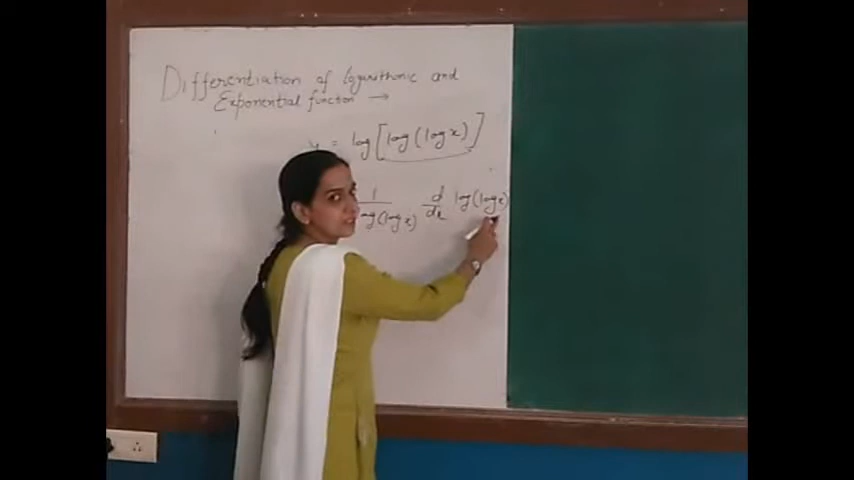 Differentiation of Logarithmic and
Exponential function →
y = log[log(log x)]
1/log(log x) d/dx log(log x)